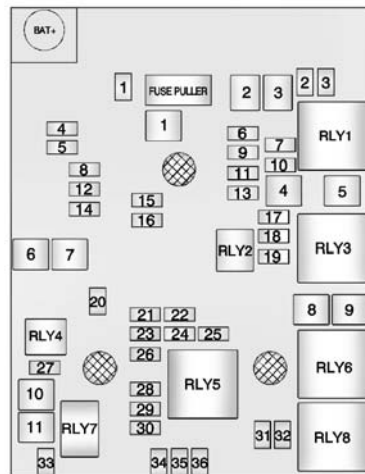 BAT+
1 FUSE PULLER 2 3 2 3
1
4 6 RLY1
5 7
8 9 10
12 11
14 15 13 4 5
16 17
RLY2 18 RLY3
6 7 19
20 8 9
21 22
RLY4 23 24 25
26 RLY5 RLY6
27
10 28
11 RLY7 29
30 31 32 RLY8
33 34 35 36